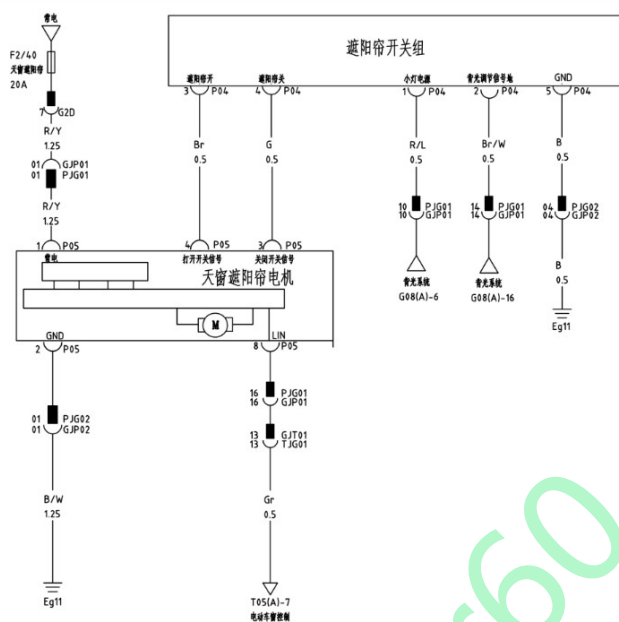 常电
F2/40
天窗遮阳帘
20A
7 G2D
R/Y
1.25
01 GJP01
01 PJG01
R/Y
1.25
1 P05
常电
遮阳帘开关组
遮阳帘开
3 P04
遮阳帘关
4 P04
小灯电源
1 P04
背光调节信号地
2 P04
GND
5 P04
Br
0.5
G
0.5
R/L
0.5
Br/W
0.5
B
0.5
10 PJG01
10 GJP01
14 PJG01
14 GJP01
04 PJG02
04 GJP02
背光系统
G08(A)-6
背光系统
G08(A)-16
B
0.5
Eg11
4 P05
打开开关信号
3 P05
关闭开关信号
天窗遮阳帘电机
M
GND
2 P05
LIN
8 P05
01 PJG02
01 GJP02
B/W
1.25
Eg11
16 PJG01
16 GJP01
13 GJT01
13 TJG01
Gr
0.5
T05(A)-7
电动车窗控制
f60